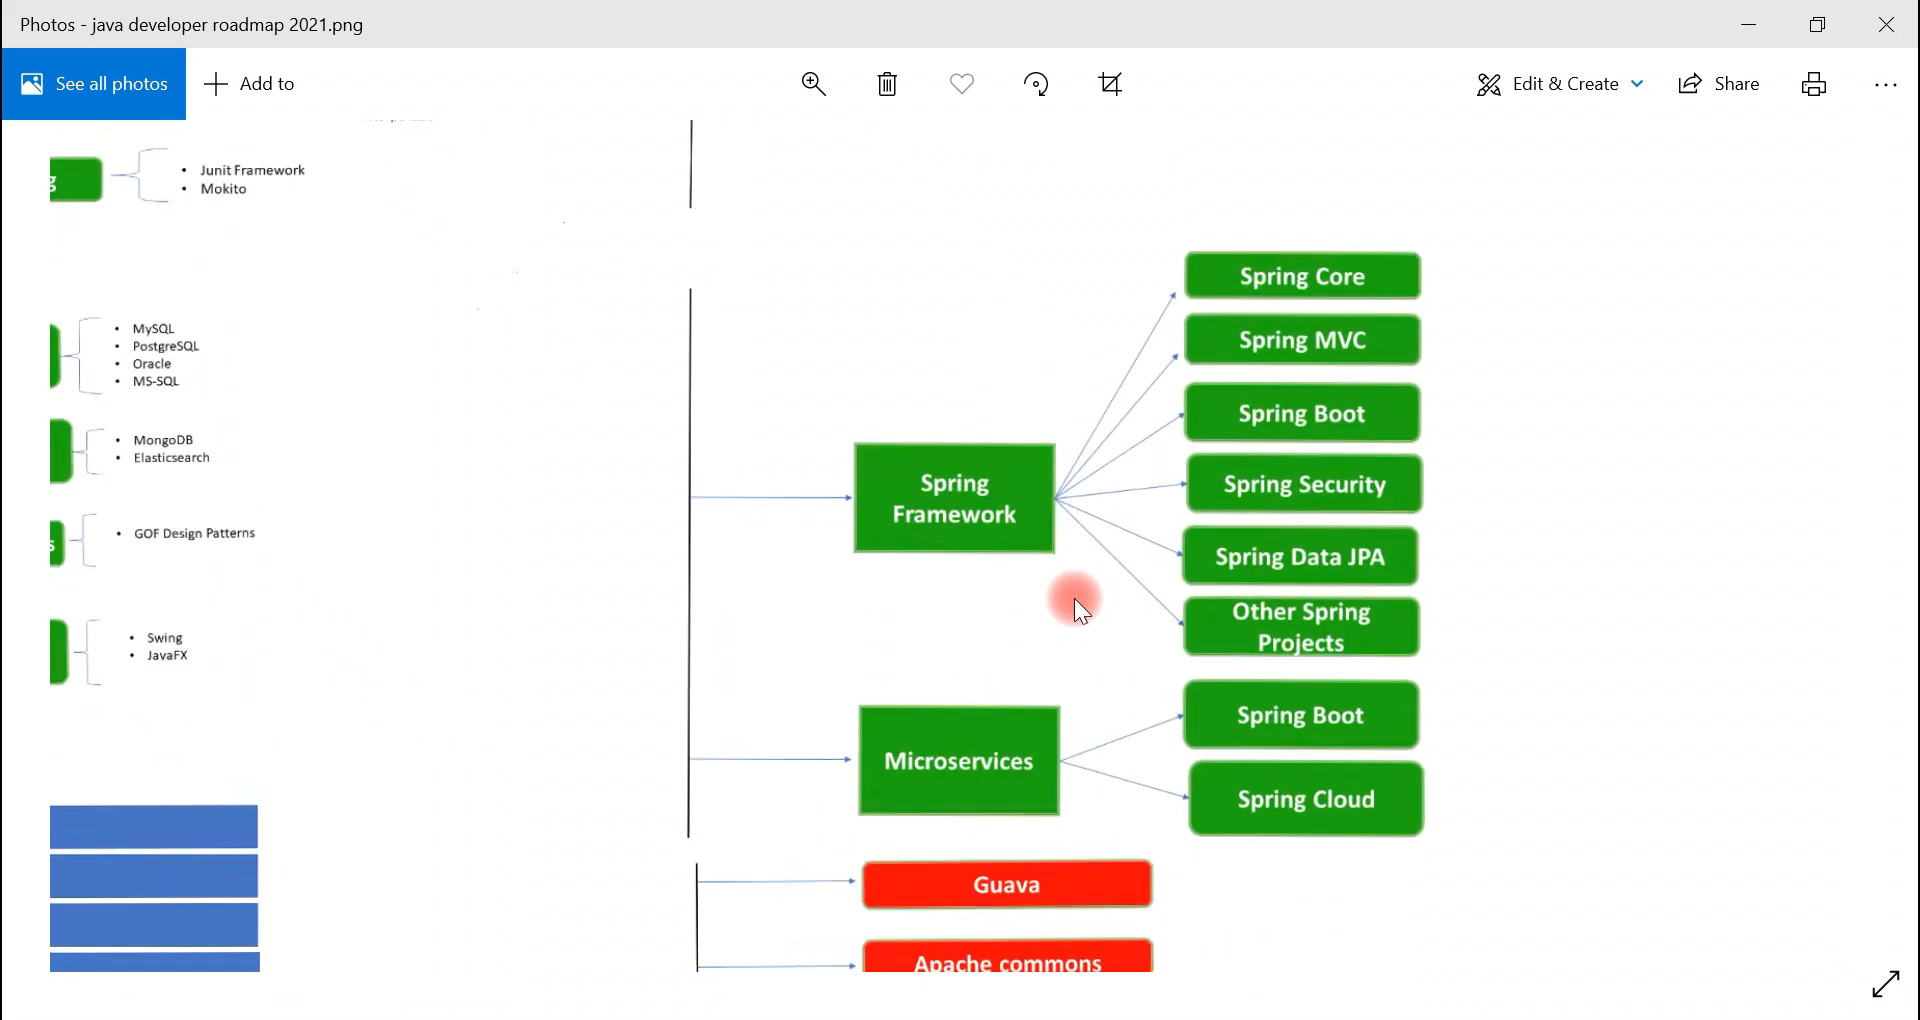 Photos - java developer roadmap 2021.png
See all photos
Add to
Edit & Create
Share
g
• Junit Framework
• Mokito
• MySQL
• PostgreSQL
• Oracle
• MS-SQL
• MongoDB
• Elasticsearch
s
• GOF Design Patterns
• Swing
• JavaFX
Spring
Framework
Spring Core
Spring MVC
Spring Boot
Spring Security
Spring Data JPA
Other Spring
Projects
Microservices
Spring Boot
Spring Cloud
Guava
Apache commons